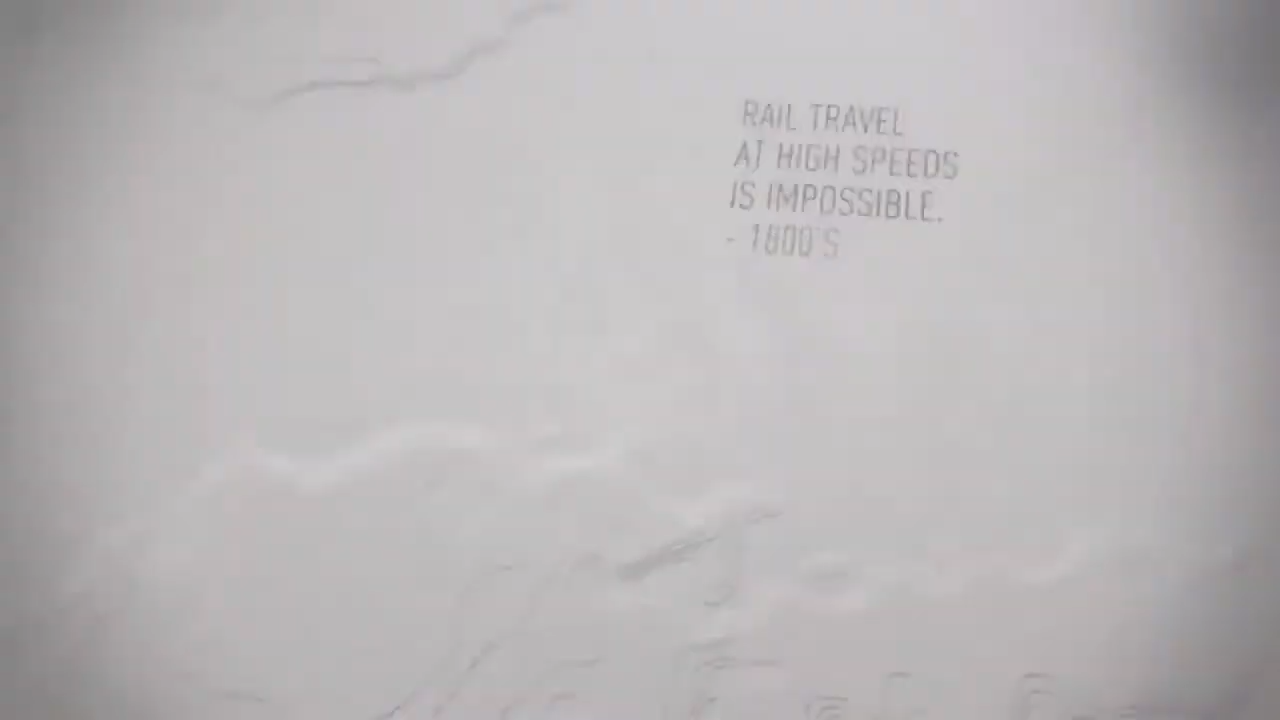 RAIL TRAVEL
AT HIGH SPEEDS
IS IMPOSSIBLE.
- 1800'S